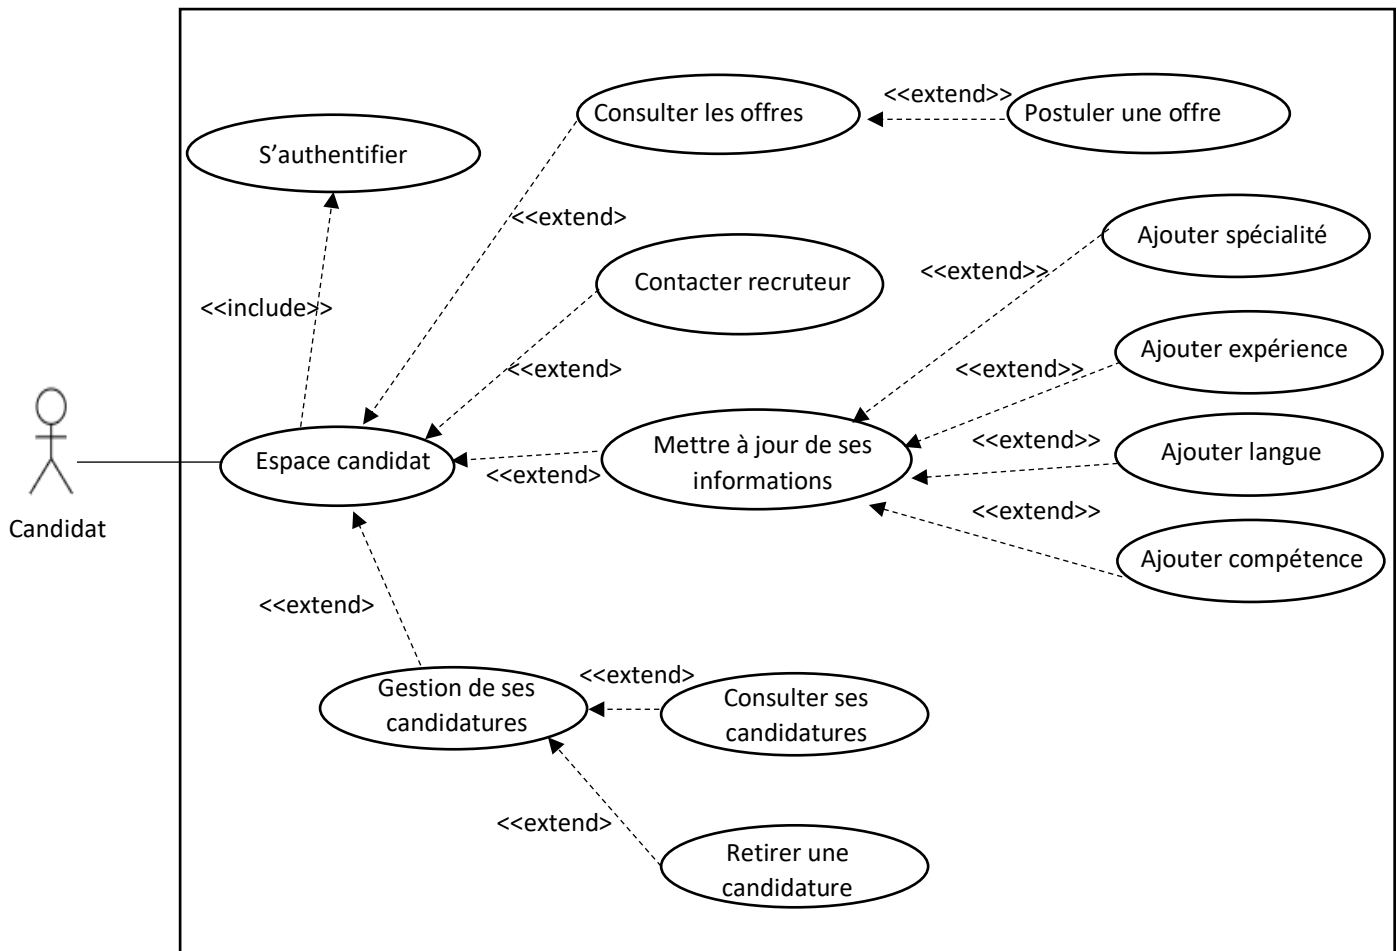 Consulter les offres
<<extend>>
Postuler une offre
S'authentifier
<<extend>
Ajouter spécialité
<<extend>>
Contacter recruteur
<<include>>
Ajouter expérience
<<extend>
<<extend>>
Mettre à jour de ses
informations
<<extend>>
Ajouter langue
Espace candidat
<<extend>
<<extend>>
Candidat
Ajouter compétence
<<extend>
Gestion de ses
candidatures
<<extend>
Consulter ses
candidatures
<<extend>
Retirer une
candidature